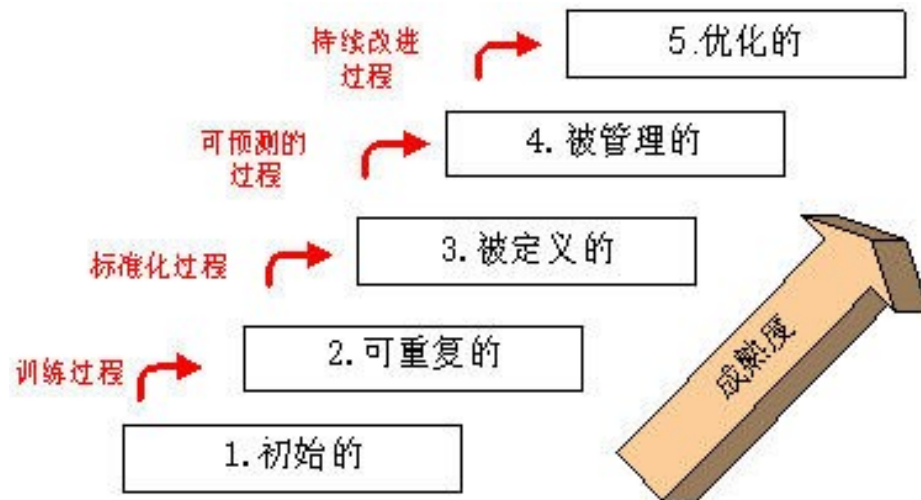 持续改进
过程
5.优化的
可预测的
过程
4.被管理的
标准化过程
3.被定义的
训练过程
2.可重复的
1.初始的
成熟度